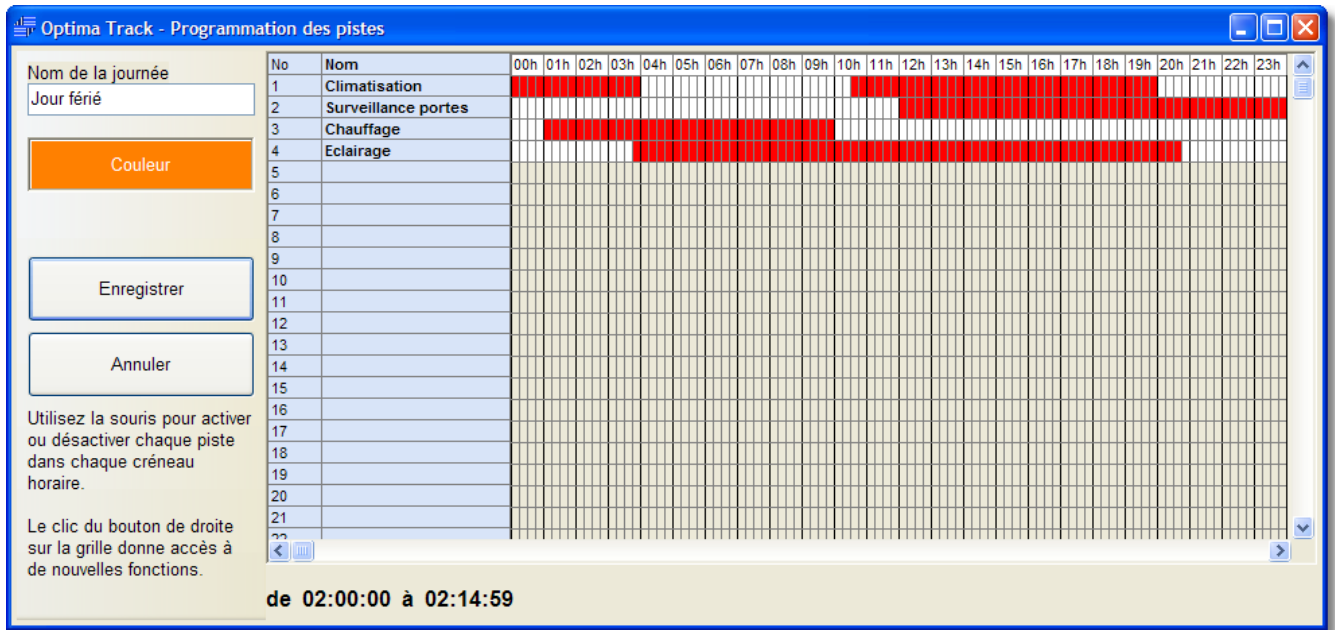 Optima Track - Programmation des pistes
Nom de la journée
Jour férié
Couleur
Enregistrer
Annuler
Utilisez la souris pour activer
ou désactiver chaque piste
dans chaque créneau
horaire.
Le clic du bouton de droite
sur la grille donne accès à
de nouvelles fonctions.
No Nom 00h 01h 02h 03h 04h 05h 06h 07h 08h 09h 10h 11h 12h 13h 14h 15h 16h 17h 18h 19h 20h 21h 22h 23h
1 Climatisation
2 Surveillance portes
3 Chauffage
4 Eclairage
5
6
7
8
9
10
11
12
13
14
15
16
17
18
19
20
21
22
de 02:00:00 à 02:14:59